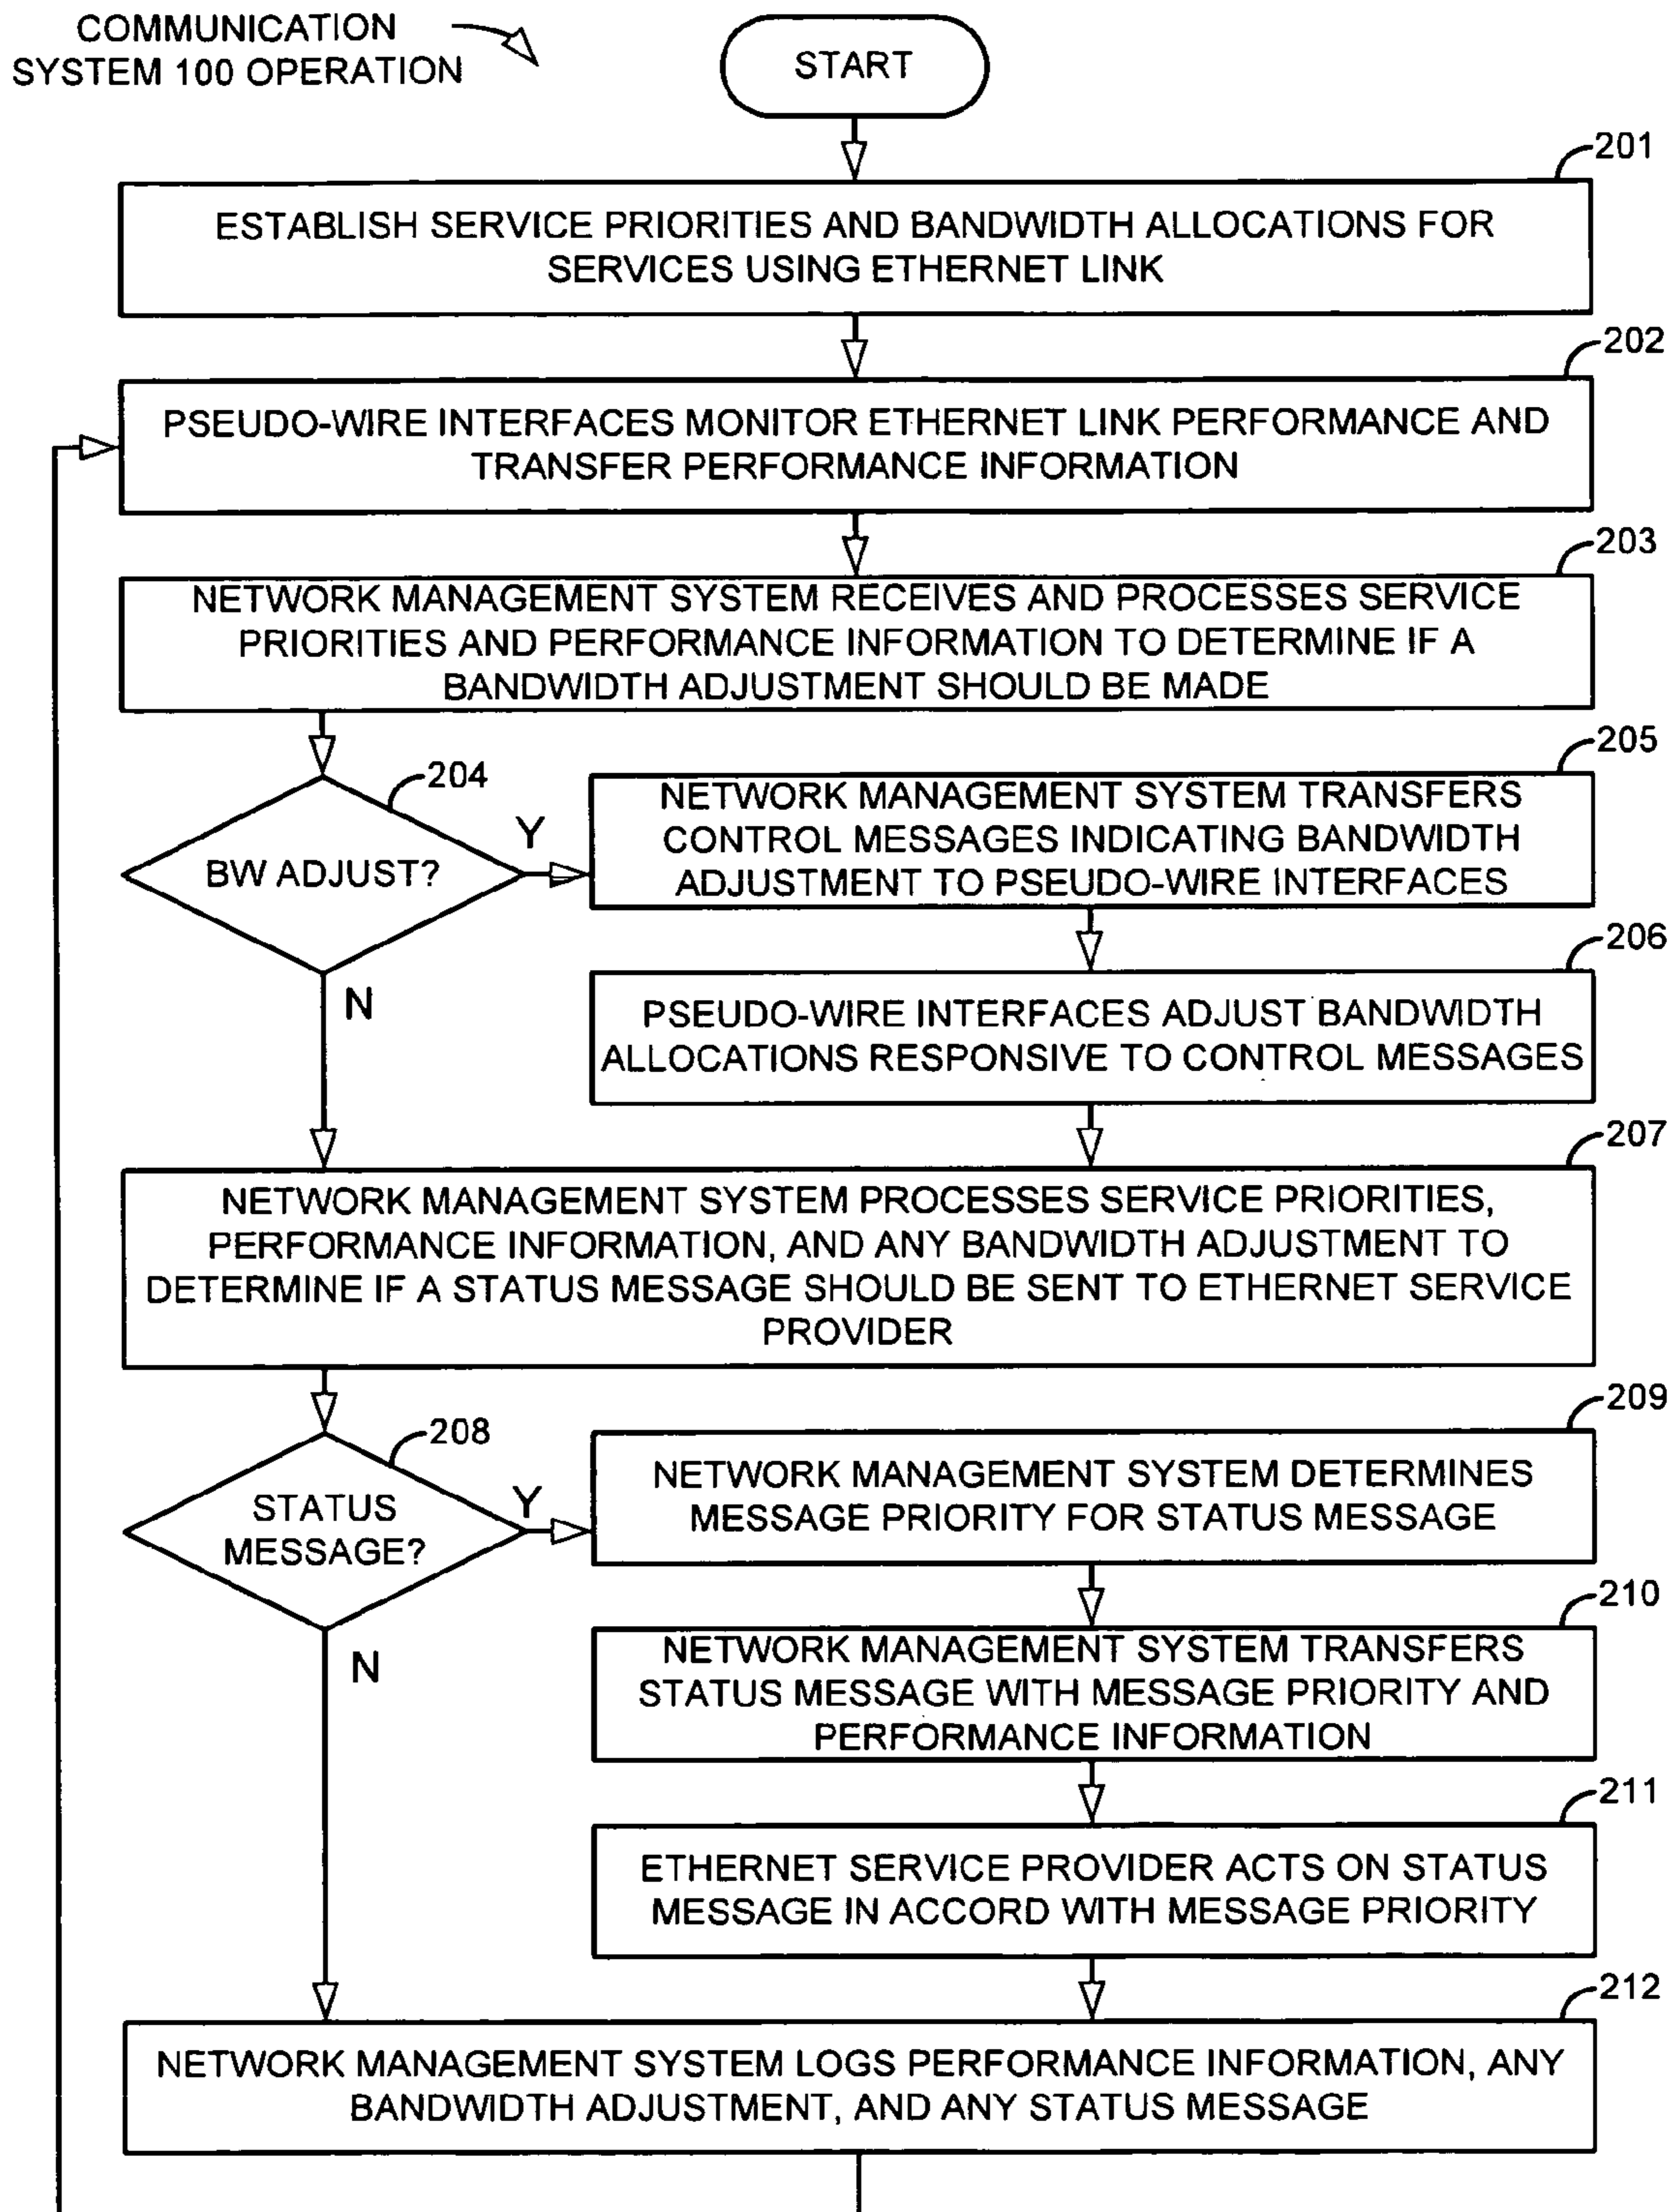 COMMUNICATION
SYSTEM 100 OPERATION
START
201
ESTABLISH SERVICE PRIORITIES AND BANDWIDTH ALLOCATIONS FOR
SERVICES USING ETHERNET LINK
202
PSEUDO-WIRE INTERFACES MONITOR ETHERNET LINK PERFORMANCE AND
TRANSFER PERFORMANCE INFORMATION
203
NETWORK MANAGEMENT SYSTEM RECEIVES AND PROCESSES SERVICE
PRIORITIES AND PERFORMANCE INFORMATION TO DETERMINE IF A
BANDWIDTH ADJUSTMENT SHOULD BE MADE
204
BW ADJUST?
Y
N
205
NETWORK MANAGEMENT SYSTEM TRANSFERS
CONTROL MESSAGES INDICATING BANDWIDTH
ADJUSTMENT TO PSEUDO-WIRE INTERFACES
206
PSEUDO-WIRE INTERFACES ADJUST BANDWIDTH
ALLOCATIONS RESPONSIVE TO CONTROL MESSAGES
207
NETWORK MANAGEMENT SYSTEM PROCESSES SERVICE PRIORITIES,
PERFORMANCE INFORMATION, AND ANY BANDWIDTH ADJUSTMENT TO
DETERMINE IF A STATUS MESSAGE SHOULD BE SENT TO ETHERNET SERVICE
PROVIDER
208
STATUS
MESSAGE?
Y
N
209
NETWORK MANAGEMENT SYSTEM DETERMINES
MESSAGE PRIORITY FOR STATUS MESSAGE
210
NETWORK MANAGEMENT SYSTEM TRANSFERS
STATUS MESSAGE WITH MESSAGE PRIORITY AND
PERFORMANCE INFORMATION
211
ETHERNET SERVICE PROVIDER ACTS ON STATUS
MESSAGE IN ACCORD WITH MESSAGE PRIORITY
212
NETWORK MANAGEMENT SYSTEM LOGS PERFORMANCE INFORMATION, ANY
BANDWIDTH ADJUSTMENT, AND ANY STATUS MESSAGE